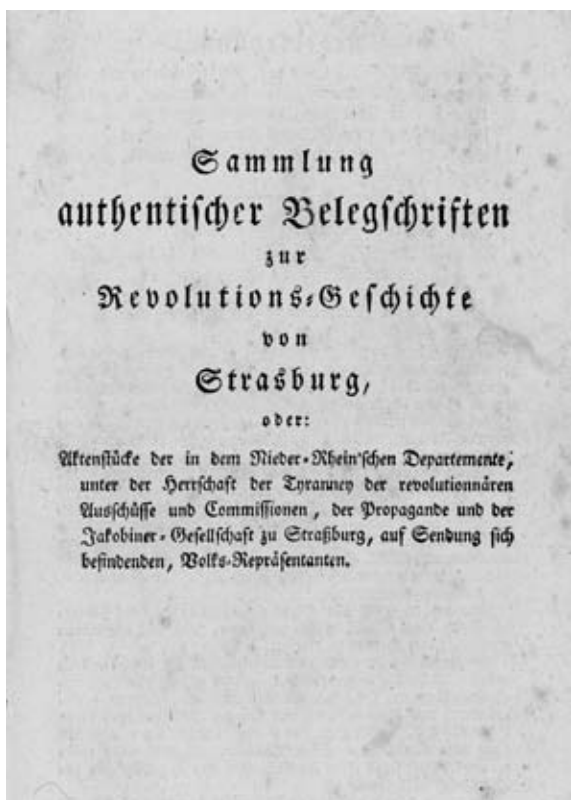 Sammlung
authentischer Belegschriften
zur
Revolutions-Geschichte
von
Strasburg,
oder:
Aktenstücke der in dem Nieder-Rhein'schen Departemente,
unter der Herrschaft der Tyranney der revolutionnären
Ausschüsse und Commissionen, der Propagande und der
Jakobiner-Gesellschaft zu Straßburg, auf Sendung sich
befindenden, Volks-Repräsentanten.